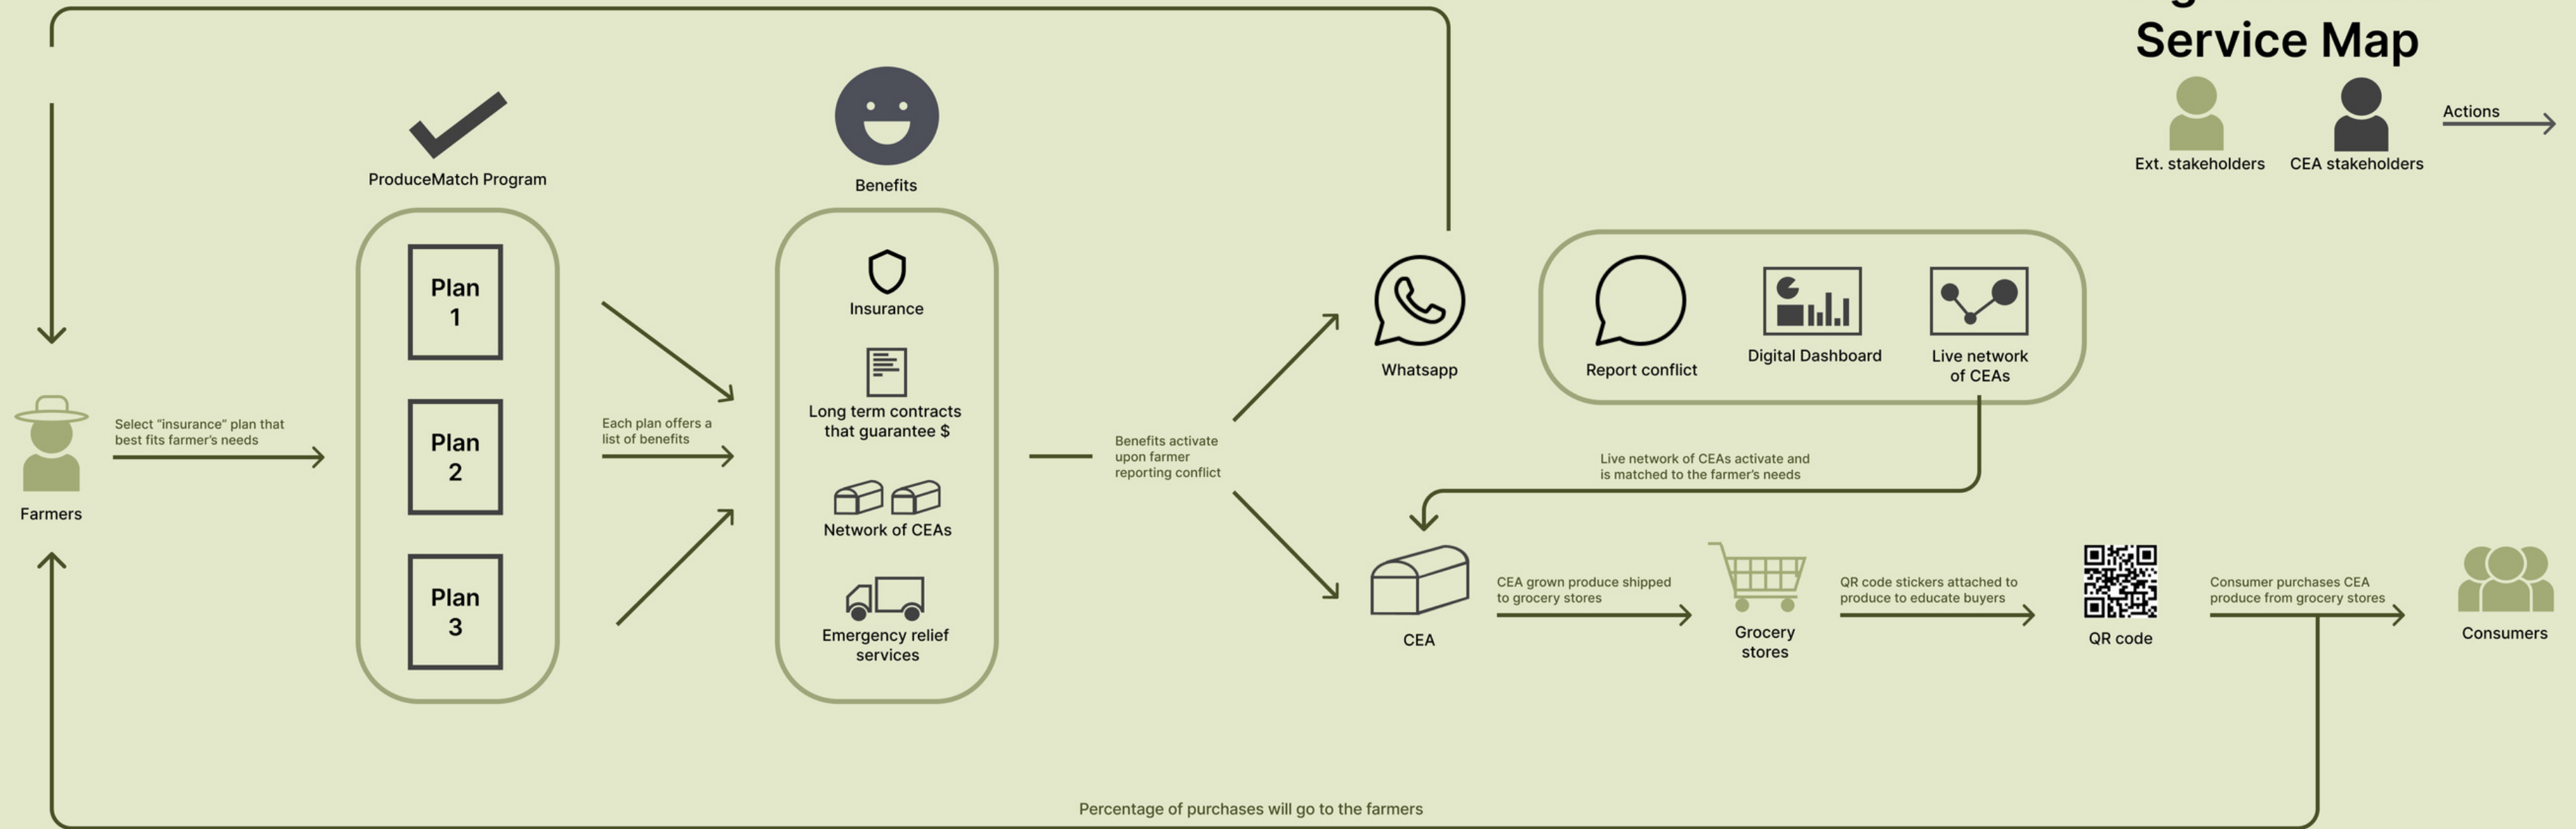 Service Map
Ext. stakeholders
CEA stakeholders
Actions
ProduceMatch Program
Benefits
Plan
1
Plan
2
Plan
3
Insurance
Long term contracts
that guarantee $
Network of CEAs
Emergency relief
services
Farmers
Select “insurance” plan that
best fits farmer’s needs
Each plan offers a
list of benefits
Benefits activate
upon farmer
reporting conflict
Whatsapp
Report conflict
Digital Dashboard
Live network
of CEAs
Live network of CEAs activate and
is matched to the farmer’s needs
CEA
CEA grown produce shipped
to grocery stores
Grocery
stores
QR code stickers attached to
produce to educate buyers
QR code
Consumer purchases CEA
produce from grocery stores
Consumers
Percentage of purchases will go to the farmers